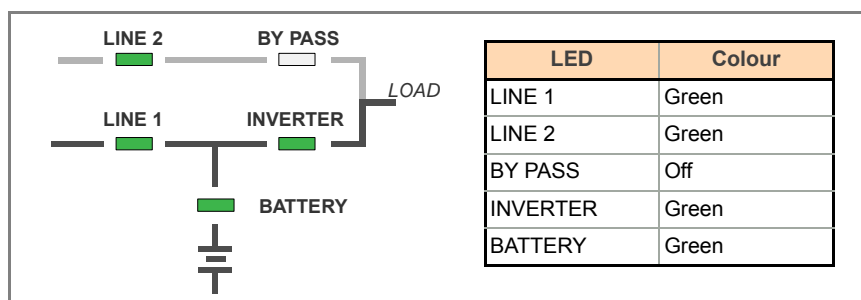 LINE 2 BY PASS
LOAD
LINE 1 INVERTER
BATTERY
LED Colour
LINE 1 Green
LINE 2 Green
BY PASS Off
INVERTER Green
BATTERY Green